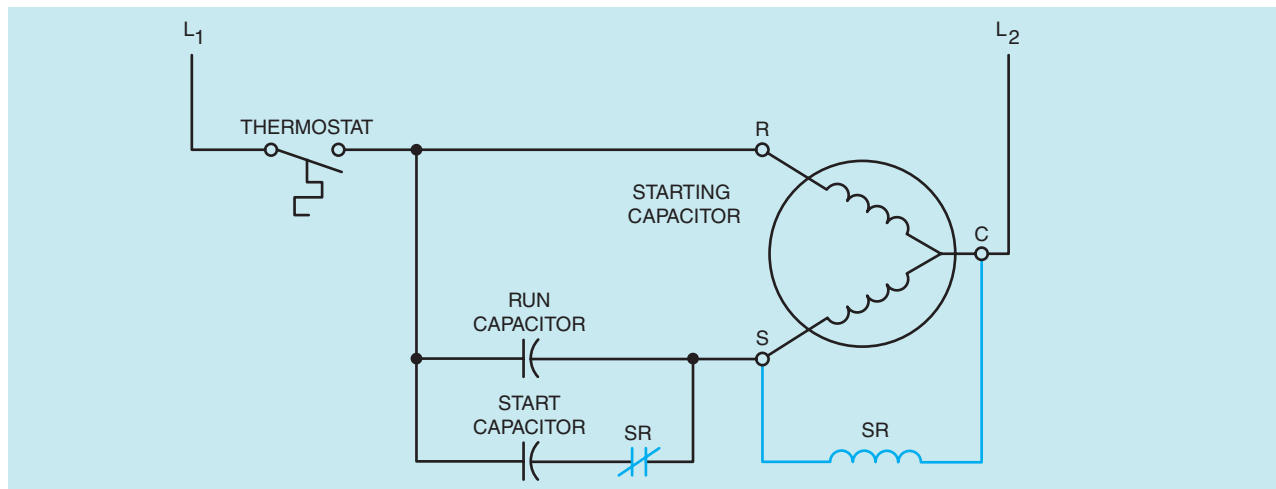 L1
L2
THERMOSTAT
R
STARTING
CAPACITOR
C
RUN
CAPACITOR
S
START
CAPACITOR
SR
SR